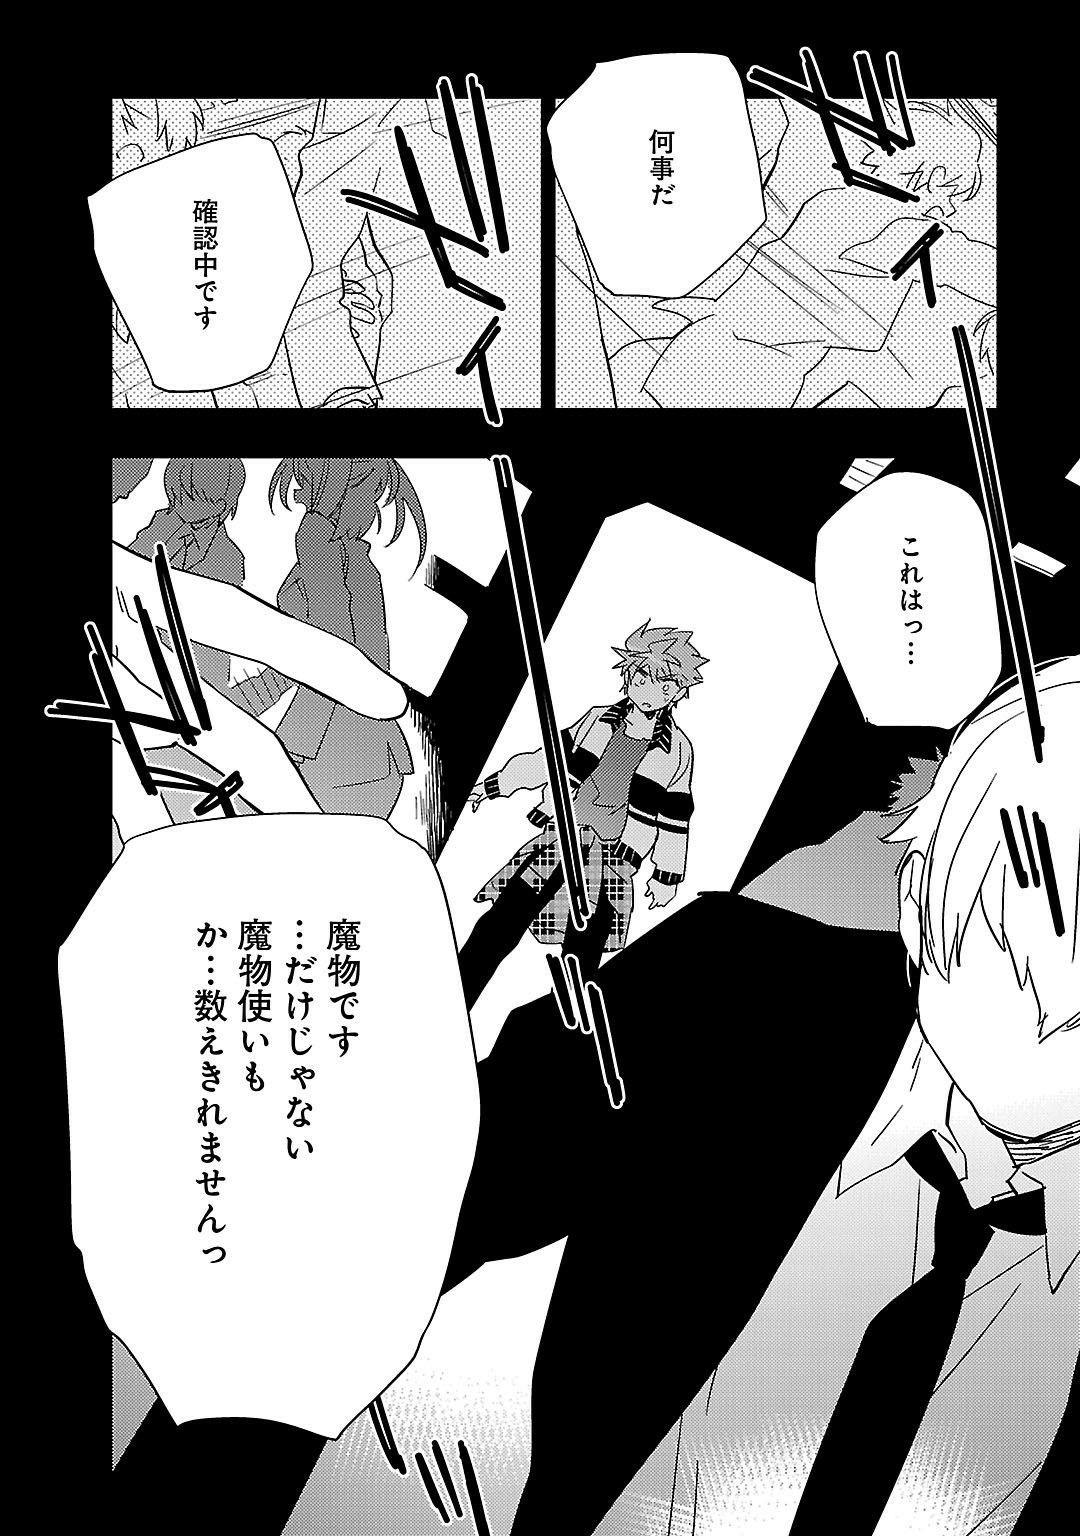 何事だ
確認中です
これはっ…
魔物です
…だけじゃない
魔物使いも
か…数えきれませんっ